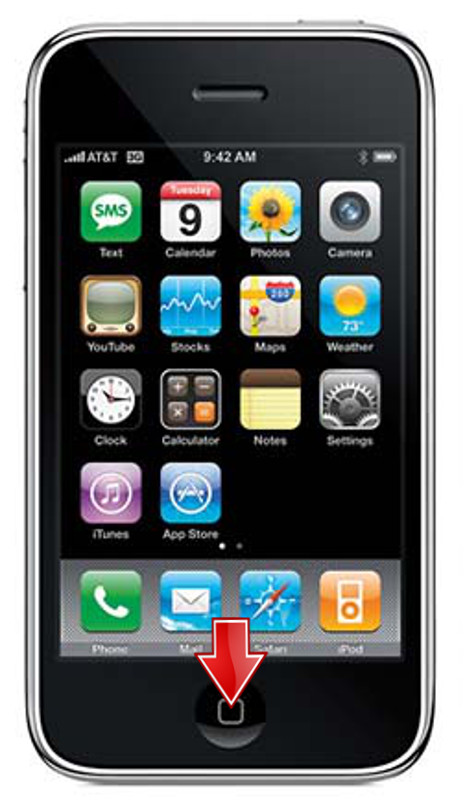 AT&T 3G 9:42 AM
SMS Tuesday 9 280 73°
Text Calendar Photos Camera
YouTube Stocks Maps Weather
Clock Calculator Notes Settings
iTunes App Store
Phone Mail Safari iPod